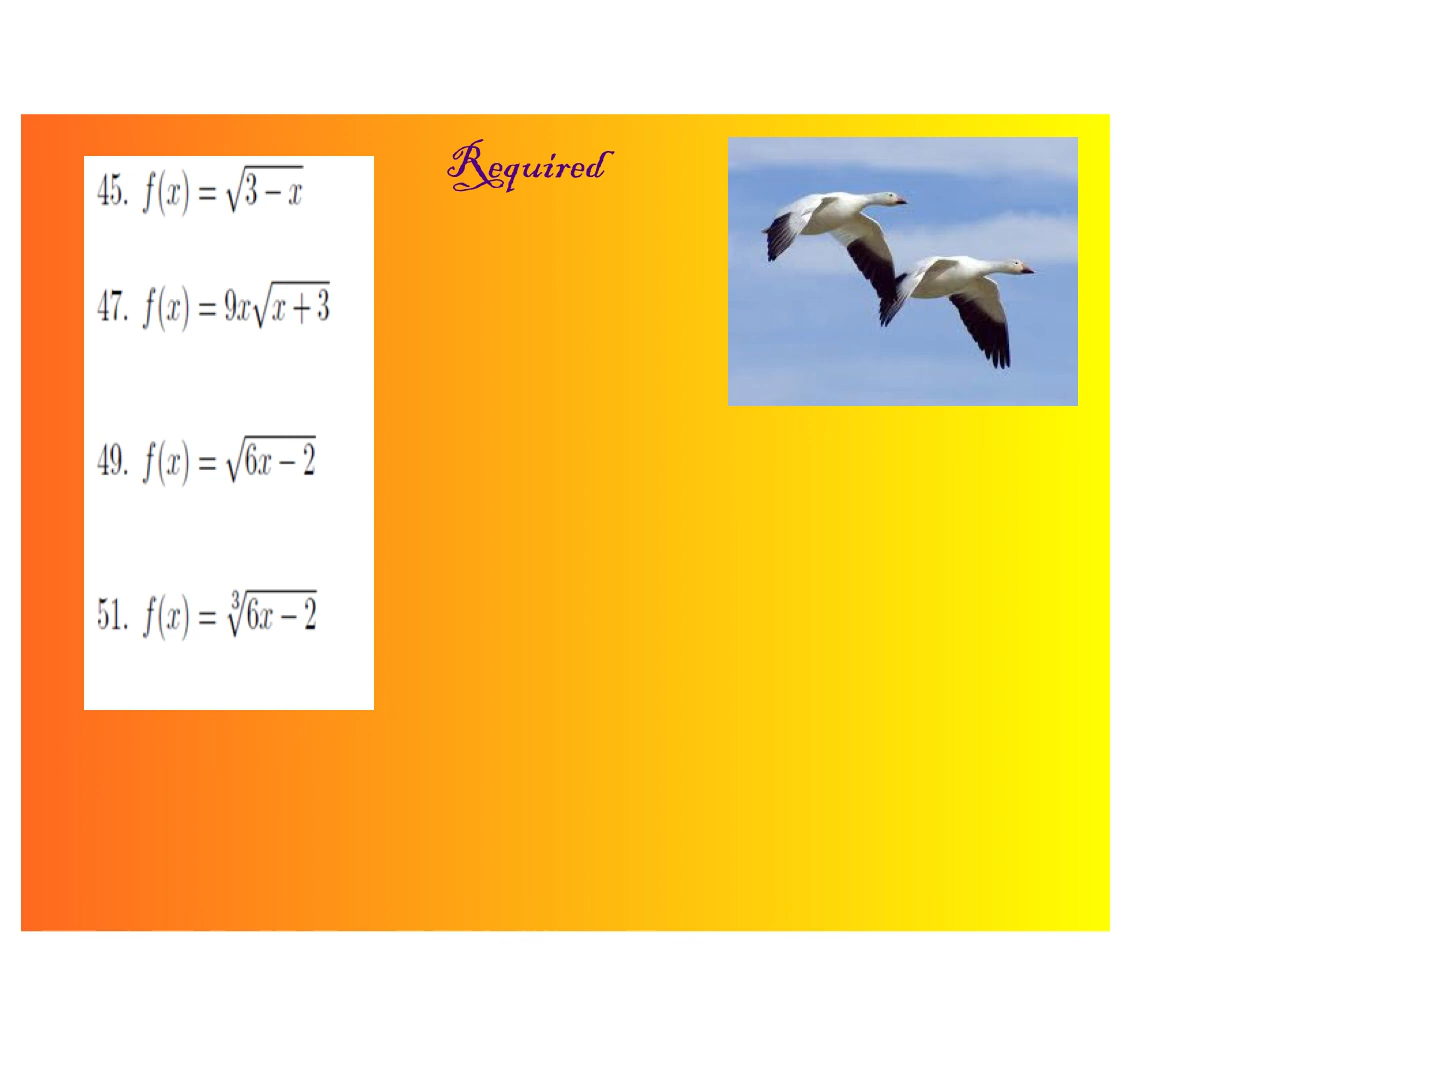 Required
45. f(x) = √3 − x
47. f(x) = 9x√x + 3
49. f(x) = √6x − 2
51. f(x) = ∛6x − 2